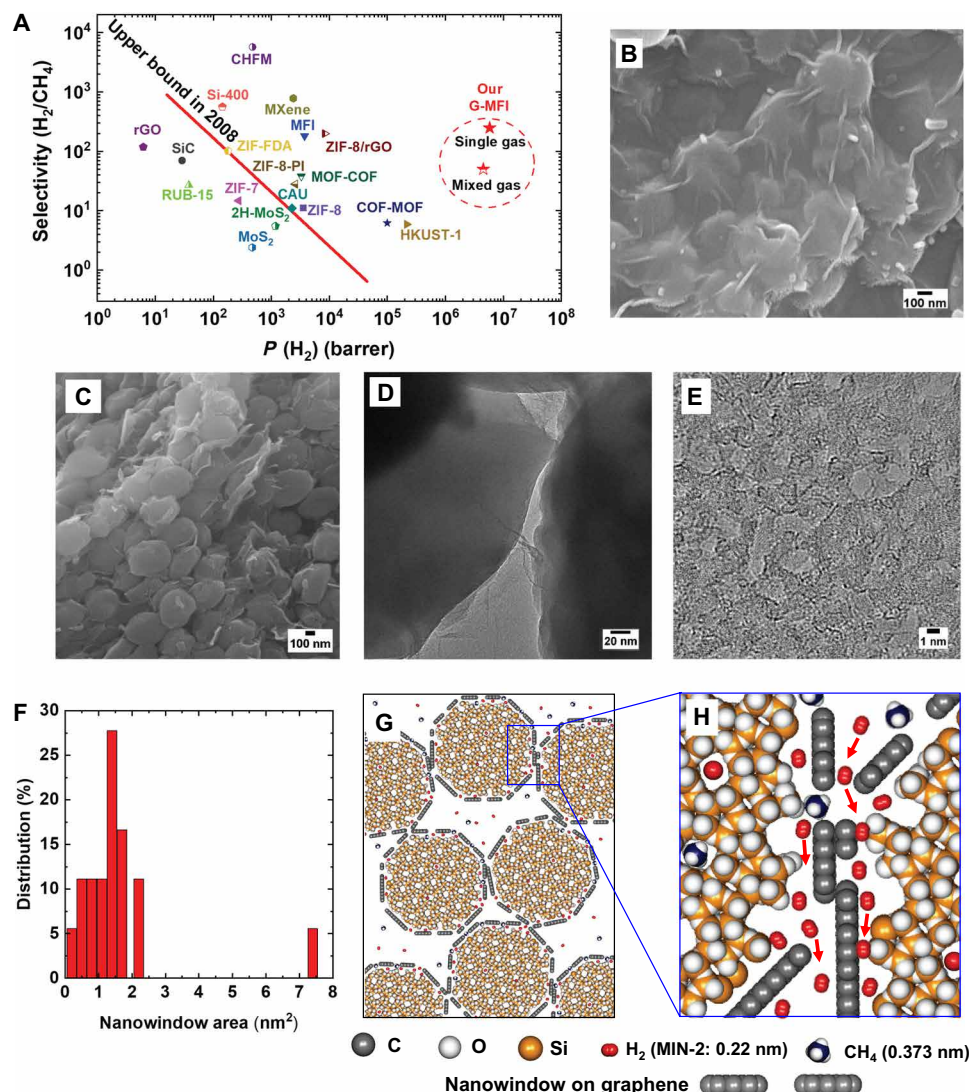 A
Selectivity (H2/CH4)
10^4
10^3
10^2
10^1
10^0
Upper bound in 2008
CHFM
Si-400
MXene
MFI
rGO
SiC
ZIF-FDA
ZIF-8/rGO
RUB-15
ZIF-8-PI
MOF-COF
ZIF-7
CAU
2H-MoS2
ZIF-8
MoS2
COF-MOF
HKUST-1
Our
G-MFI
Single gas
Mixed gas
10^0 10^1 10^2 10^3 10^4 10^5 10^6 10^7 10^8
P (H2) (barrer)
B
100 nm
C
100 nm
D
20 nm
E
1 nm
F
Distribution (%)
30
25
20
15
10
5
0
0 1 2 3 4 5 6 7 8
Nanowindow area (nm2)
G
H
C O Si H2 (MIN-2: 0.22 nm) CH4 (0.373 nm)
Nanowindow on graphene